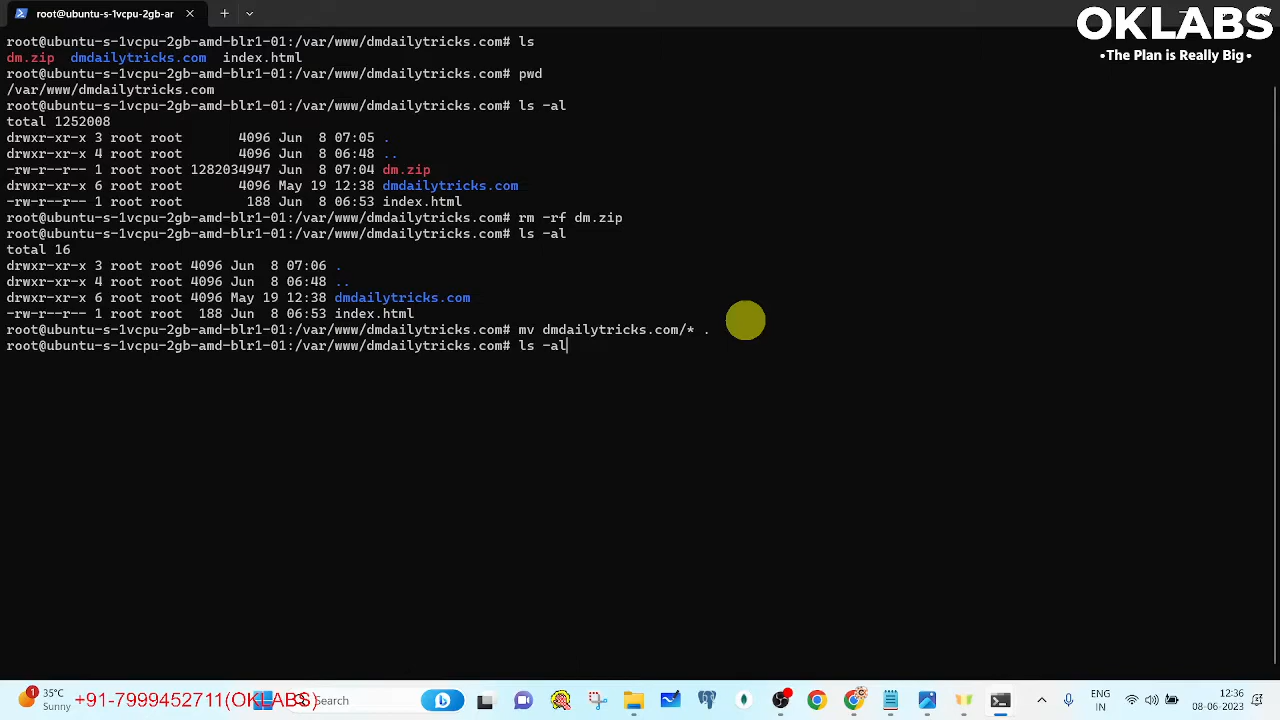 root@ubuntu-s-1vcpu-2gb-ar
OKLABS
•The Plan is Really Big•
root@ubuntu-s-1vcpu-2gb-amd-blr1-01:/var/www/dmdailytricks.com# ls
dm.zip  dmdailytricks.com  index.html
root@ubuntu-s-1vcpu-2gb-amd-blr1-01:/var/www/dmdailytricks.com# pwd
/var/www/dmdailytricks.com
root@ubuntu-s-1vcpu-2gb-amd-blr1-01:/var/www/dmdailytricks.com# ls -al
total 1252008
drwxr-xr-x 3 root root       4096 Jun  8 07:05 .
drwxr-xr-x 4 root root       4096 Jun  8 06:48 ..
-rw-r--r-- 1 root root 1282034947 Jun  8 07:04 dm.zip
drwxr-xr-x 6 root root       4096 May 19 12:38 dmdailytricks.com
-rw-r--r-- 1 root root        188 Jun  8 06:53 index.html
root@ubuntu-s-1vcpu-2gb-amd-blr1-01:/var/www/dmdailytricks.com# rm -rf dm.zip
root@ubuntu-s-1vcpu-2gb-amd-blr1-01:/var/www/dmdailytricks.com# ls -al
total 16
drwxr-xr-x 3 root root 4096 Jun  8 07:06 .
drwxr-xr-x 4 root root 4096 Jun  8 06:48 ..
drwxr-xr-x 6 root root 4096 May 19 12:38 dmdailytricks.com
-rw-r--r-- 1 root root  188 Jun  8 06:53 index.html
root@ubuntu-s-1vcpu-2gb-amd-blr1-01:/var/www/dmdailytricks.com# mv dmdailytricks.com/* .
root@ubuntu-s-1vcpu-2gb-amd-blr1-01:/var/www/dmdailytricks.com# ls -al
1
35°C
Sunny
+91-7999452711(OKLABS)
Search
ENG
IN
12:36
08-06-2023